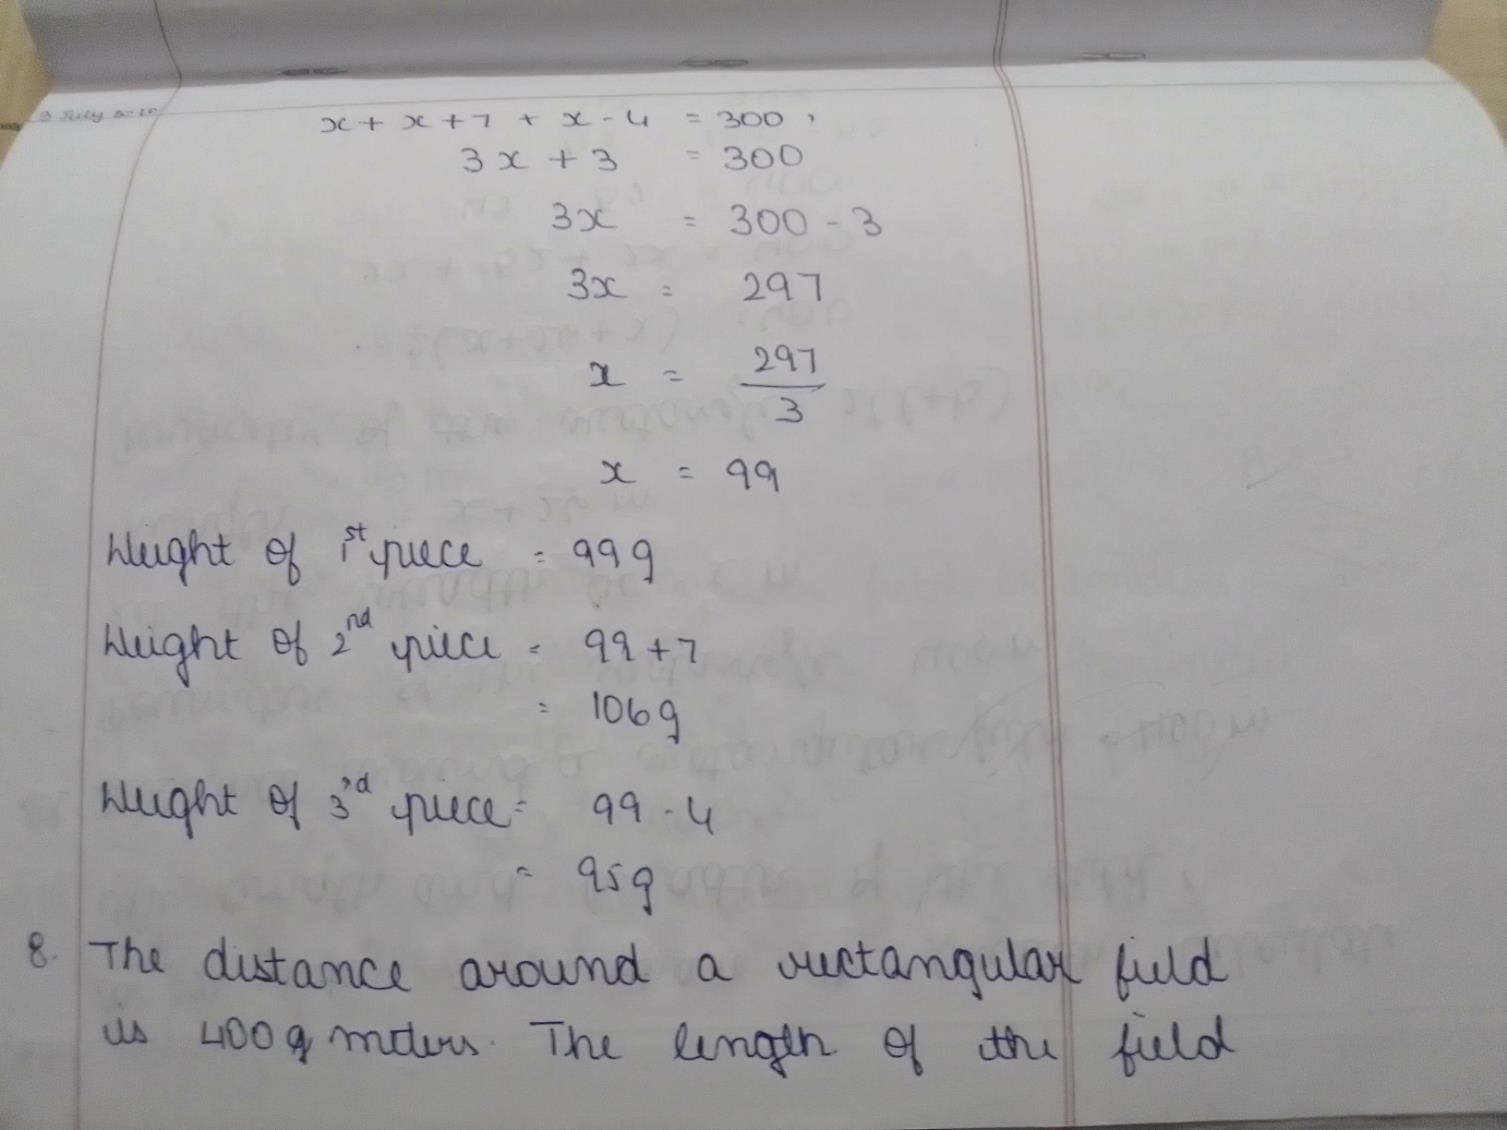 3 July 2020
x + x + 7 + x - 4 = 300
3x + 3 = 300
3x = 300 - 3
3x = 297
x = 297/3
x = 99
Weight of 1st piece = 99g
Weight of 2nd piece = 99 + 7
= 106g
Weight of 3rd piece = 99 - 4
= 95g
8. The distance around a rectangular field
is 400 meters. The length of the field